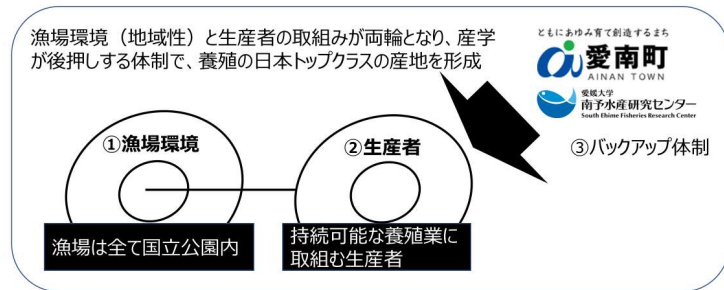 漁場環境（地域性）と生産者の取組みが両輪となり、産学
が後押しする体制で、養殖の日本トップクラスの産地を形成
ともにあゆみ育て創造するまち
愛南町
AINAN TOWN
愛媛大学
南予水産研究センター
South Ehime Fisheries Research Center
③バックアップ体制
①漁場環境
②生産者
漁場は全て国立公園内
持続可能な養殖業に
取組む生産者